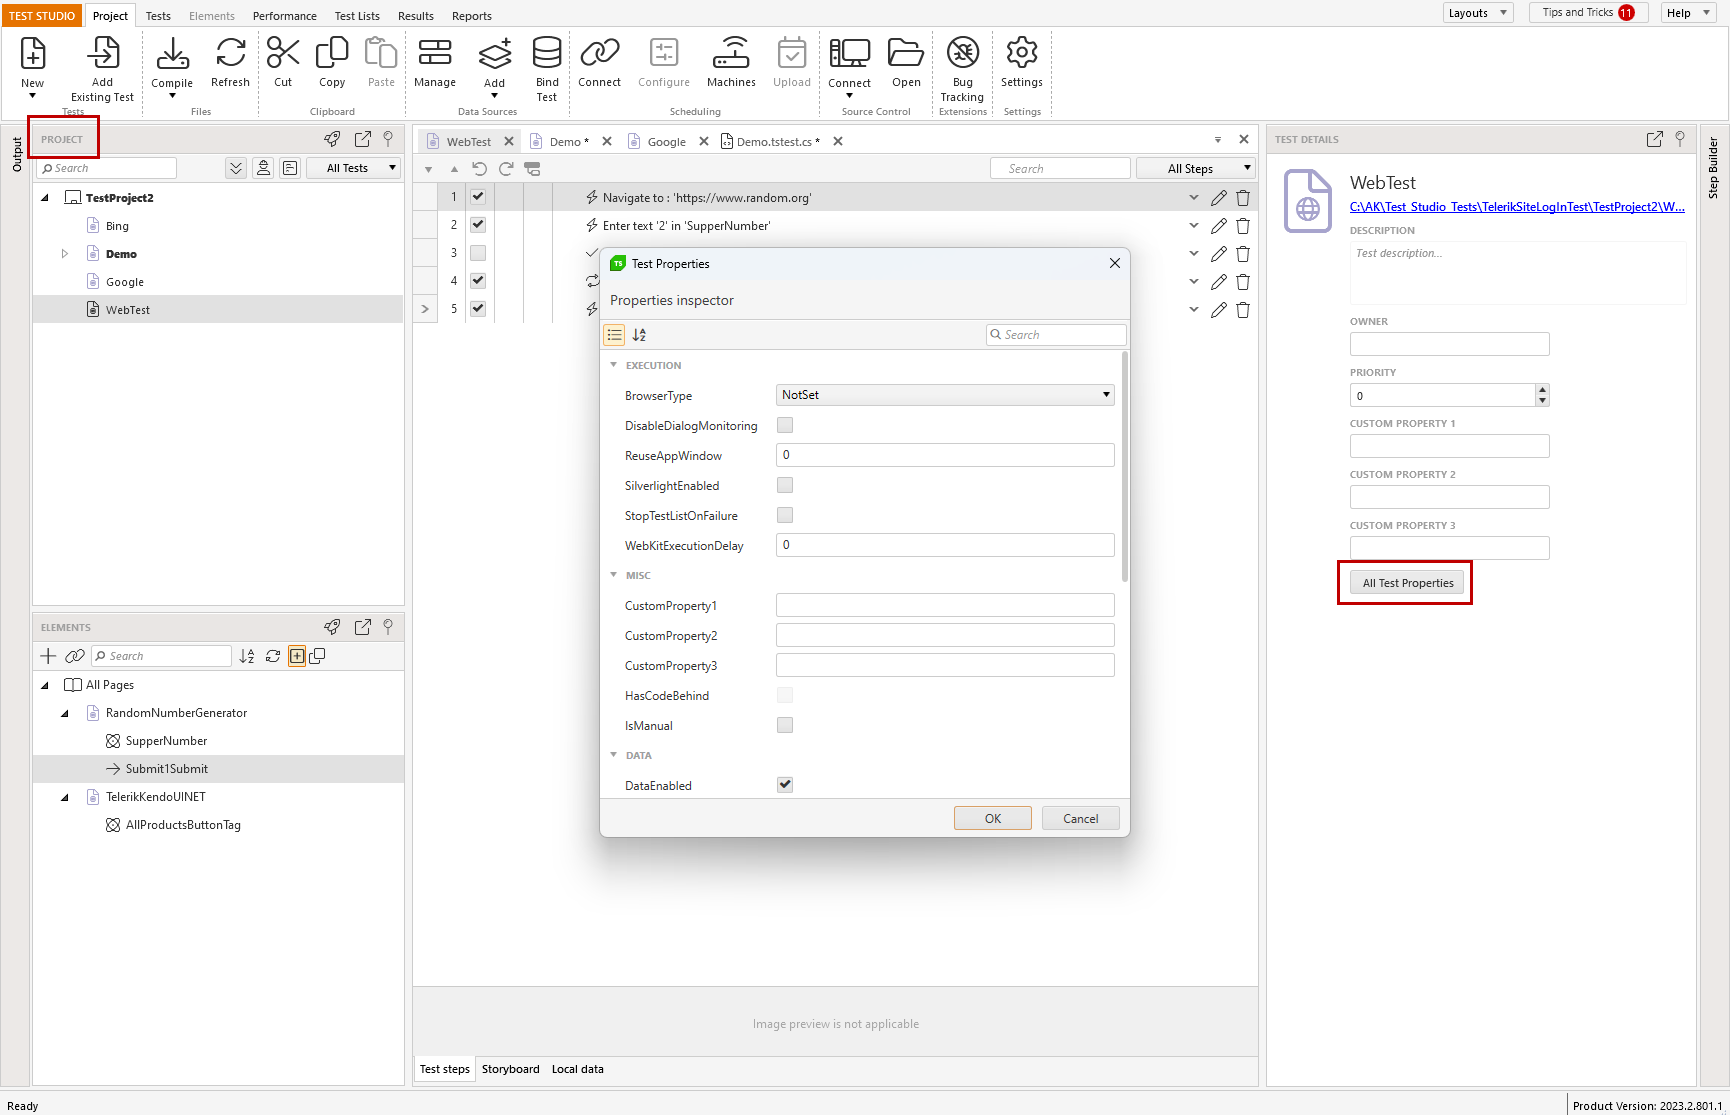 TEST STUDIO Project Tests Elements Performance Test Lists Results Reports Layouts Tips and Tricks 11 Help
New Add Existing Test Compile Refresh Cut Copy Paste Manage Add Bind Test Connect Configure Machines Upload Connect Open Bug Tracking Settings
Tests Files Clipboard Data Sources Scheduling Source Control Extensions Settings
Output
PROJECT
Search All Tests
TestProject2
Bing
Demo
Google
WebTest
ELEMENTS
Search
All Pages
RandomNumberGenerator
SupperNumber
Submit1Submit
TelerikKendoUINET
AllProductsButtonTag
WebTest Demo * Google Demo.tstest.cs *
Search All Steps
1 Navigate to : 'https://www.random.org'
2 Enter text '2' in 'SupperNumber'
3
4
5
TS Test Properties
Properties inspector
Search
EXECUTION
BrowserType NotSet
DisableDialogMonitoring
ReuseAppWindow 0
SilverlightEnabled
StopTestListOnFailure
WebKitExecutionDelay 0
MISC
CustomProperty1
CustomProperty2
CustomProperty3
HasCodeBehind
IsManual
DATA
DataEnabled
OK Cancel
Image preview is not applicable
Test steps Storyboard Local data
TEST DETAILS
WebTest
C:\AK\Test_Studio_Tests\TelerikSiteLogInTest\TestProject2\W...
DESCRIPTION
Test description...
OWNER
PRIORITY
0
CUSTOM PROPERTY 1
CUSTOM PROPERTY 2
CUSTOM PROPERTY 3
All Test Properties
Step Builder
Ready
Product Version: 2023.2.801.1